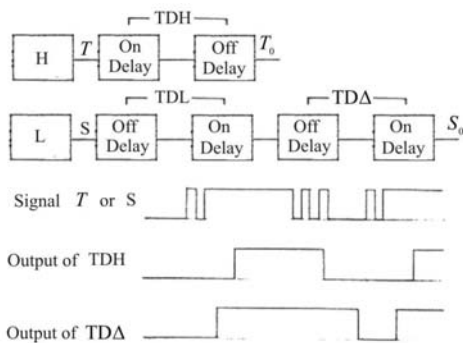 TDH
H T On Delay Off Delay T₀
TDL TDΔ
L S Off Delay On Delay Off Delay On Delay S₀
Signal T or S
Output of TDH
Output of TDΔ